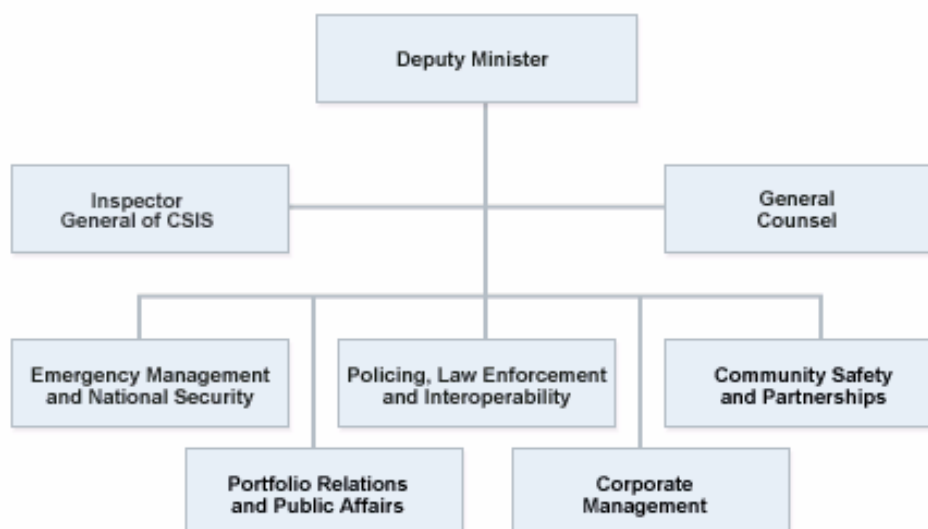 Deputy Minister
Inspector
General of CSIS
General
Counsel
Emergency Management
and National Security
Policing, Law Enforcement
and Interoperability
Community Safety
and Partnerships
Portfolio Relations
and Public Affairs
Corporate
Management